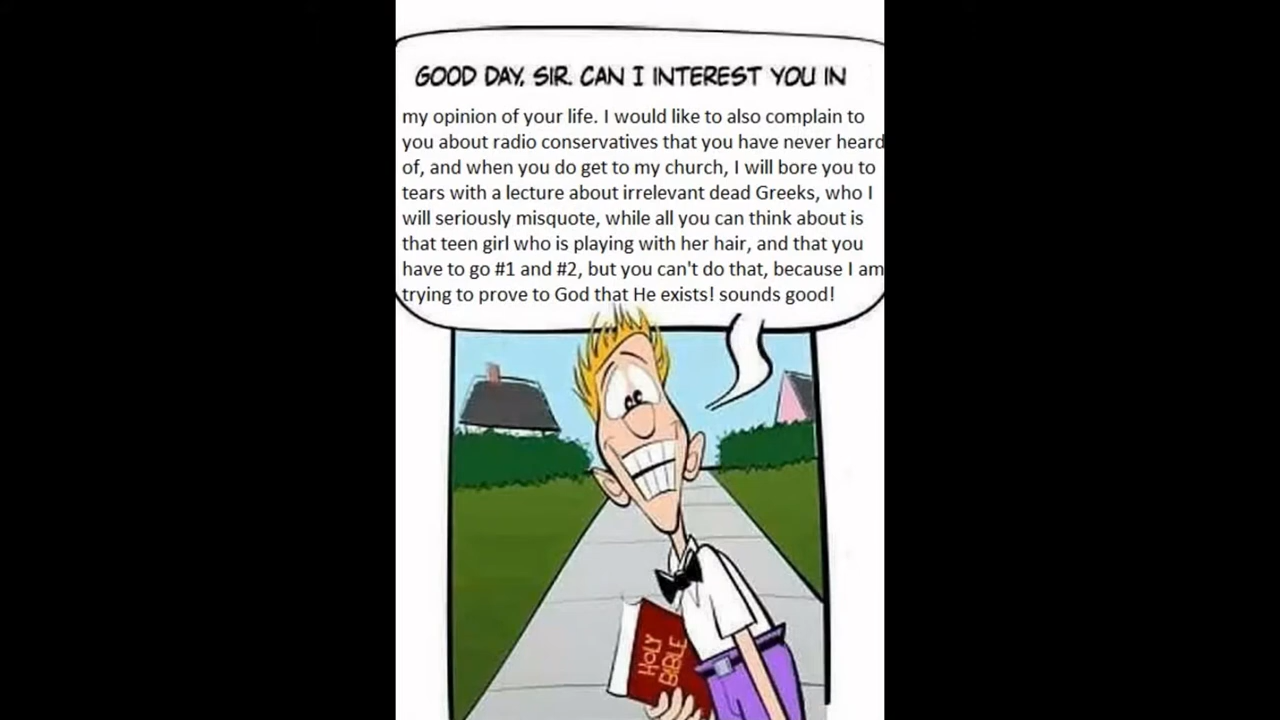 GOOD DAY, SIR. CAN I INTEREST YOU IN
my opinion of your life. I would like to also complain to
you about radio conservatives that you have never heard
of, and when you do get to my church, I will bore you to
tears with a lecture about irrelevant dead Greeks, who I
will seriously misquote, while all you can think about is
that teen girl who is playing with her hair, and that you
have to go #1 and #2, but you can't do that, because I am
trying to prove to God that He exists! sounds good!
HOLY
BIBLE